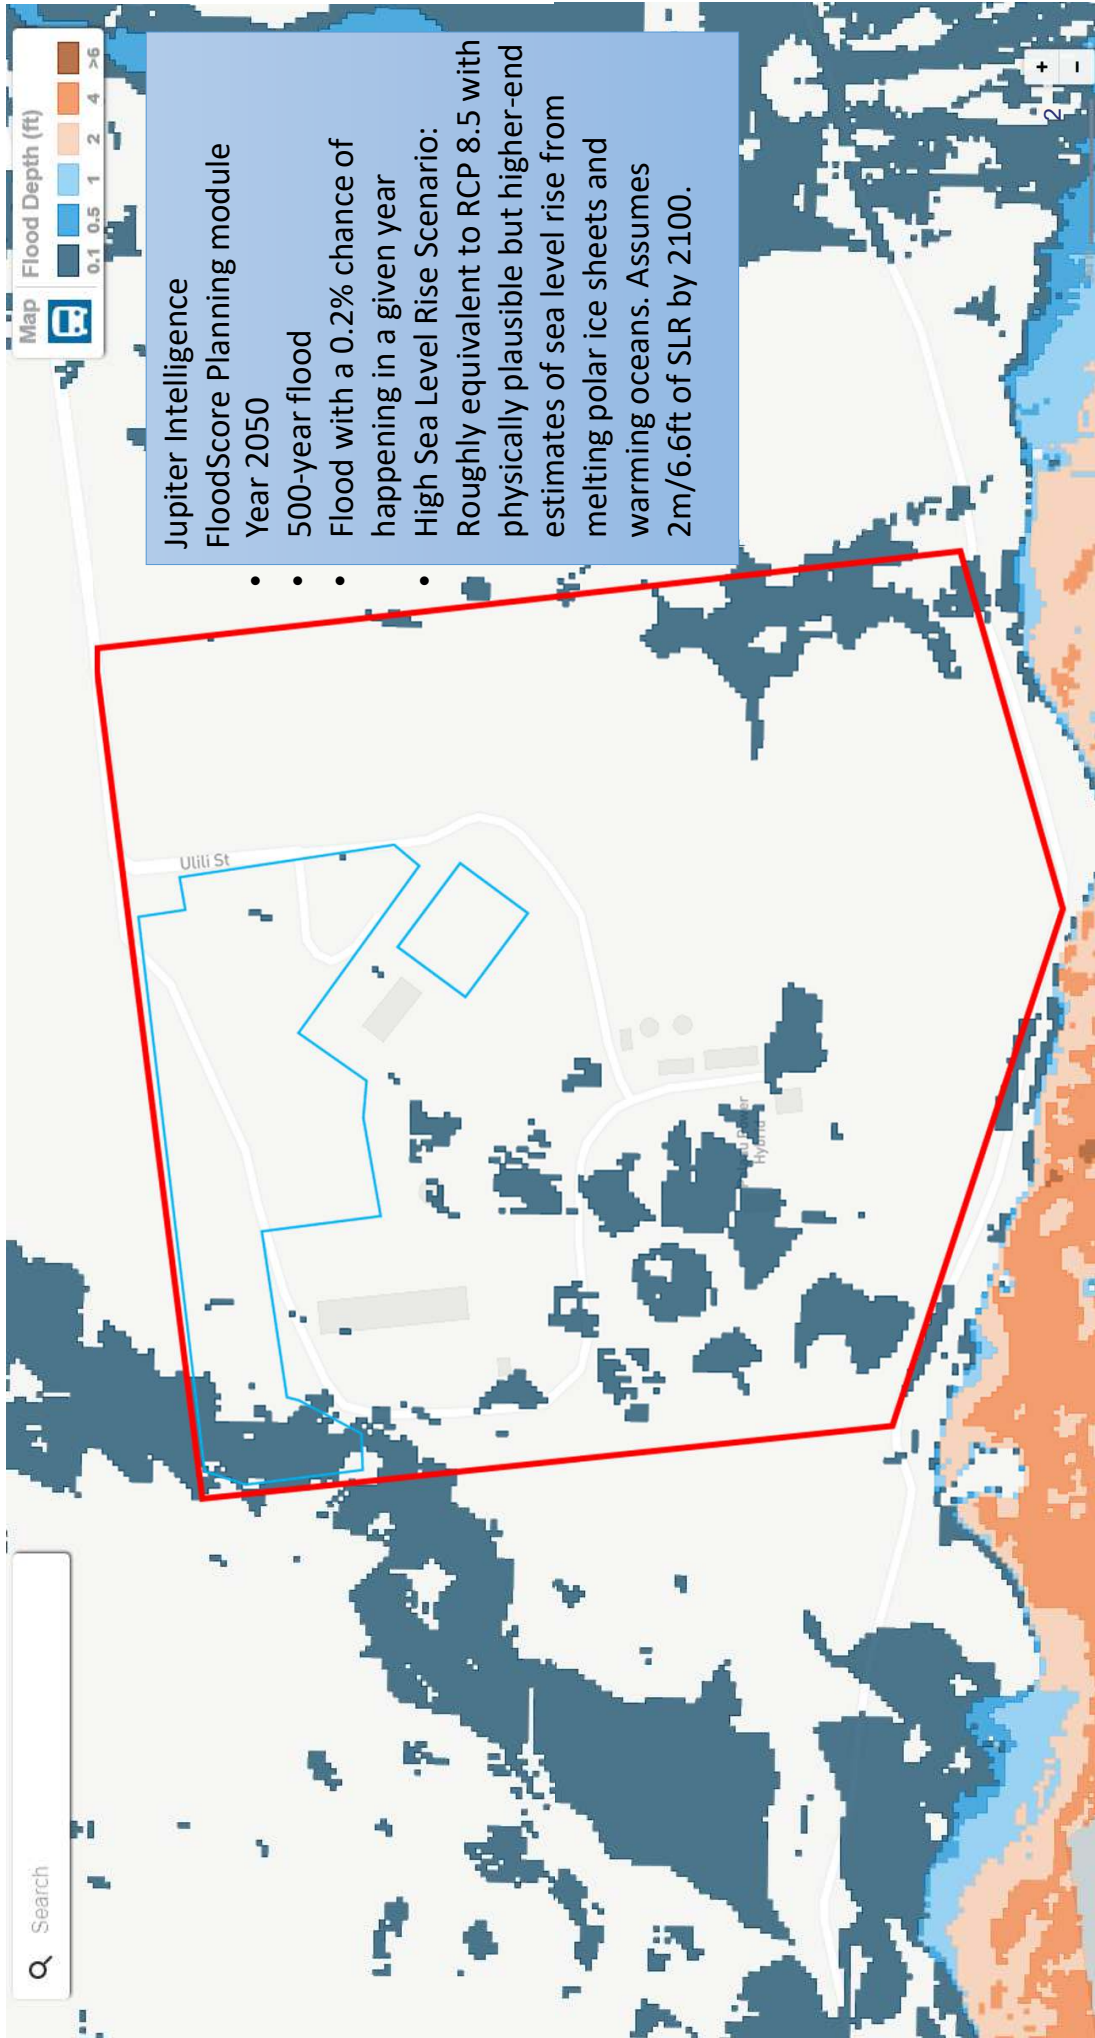 Search
Map
Flood Depth (ft)
0.1 0.5 1 2 4 >6
Jupiter Intelligence
FloodScore Planning module
• Year 2050
• 500-year flood
• Flood with a 0.2% chance of
happening in a given year
• High Sea Level Rise Scenario:
Roughly equivalent to RCP 8.5 with
physically plausible but higher-end
estimates of sea level rise from
melting polar ice sheets and
warming oceans. Assumes
2m/6.6ft of SLR by 2100.
Ulili St
Power
Hybrid
2
+
−